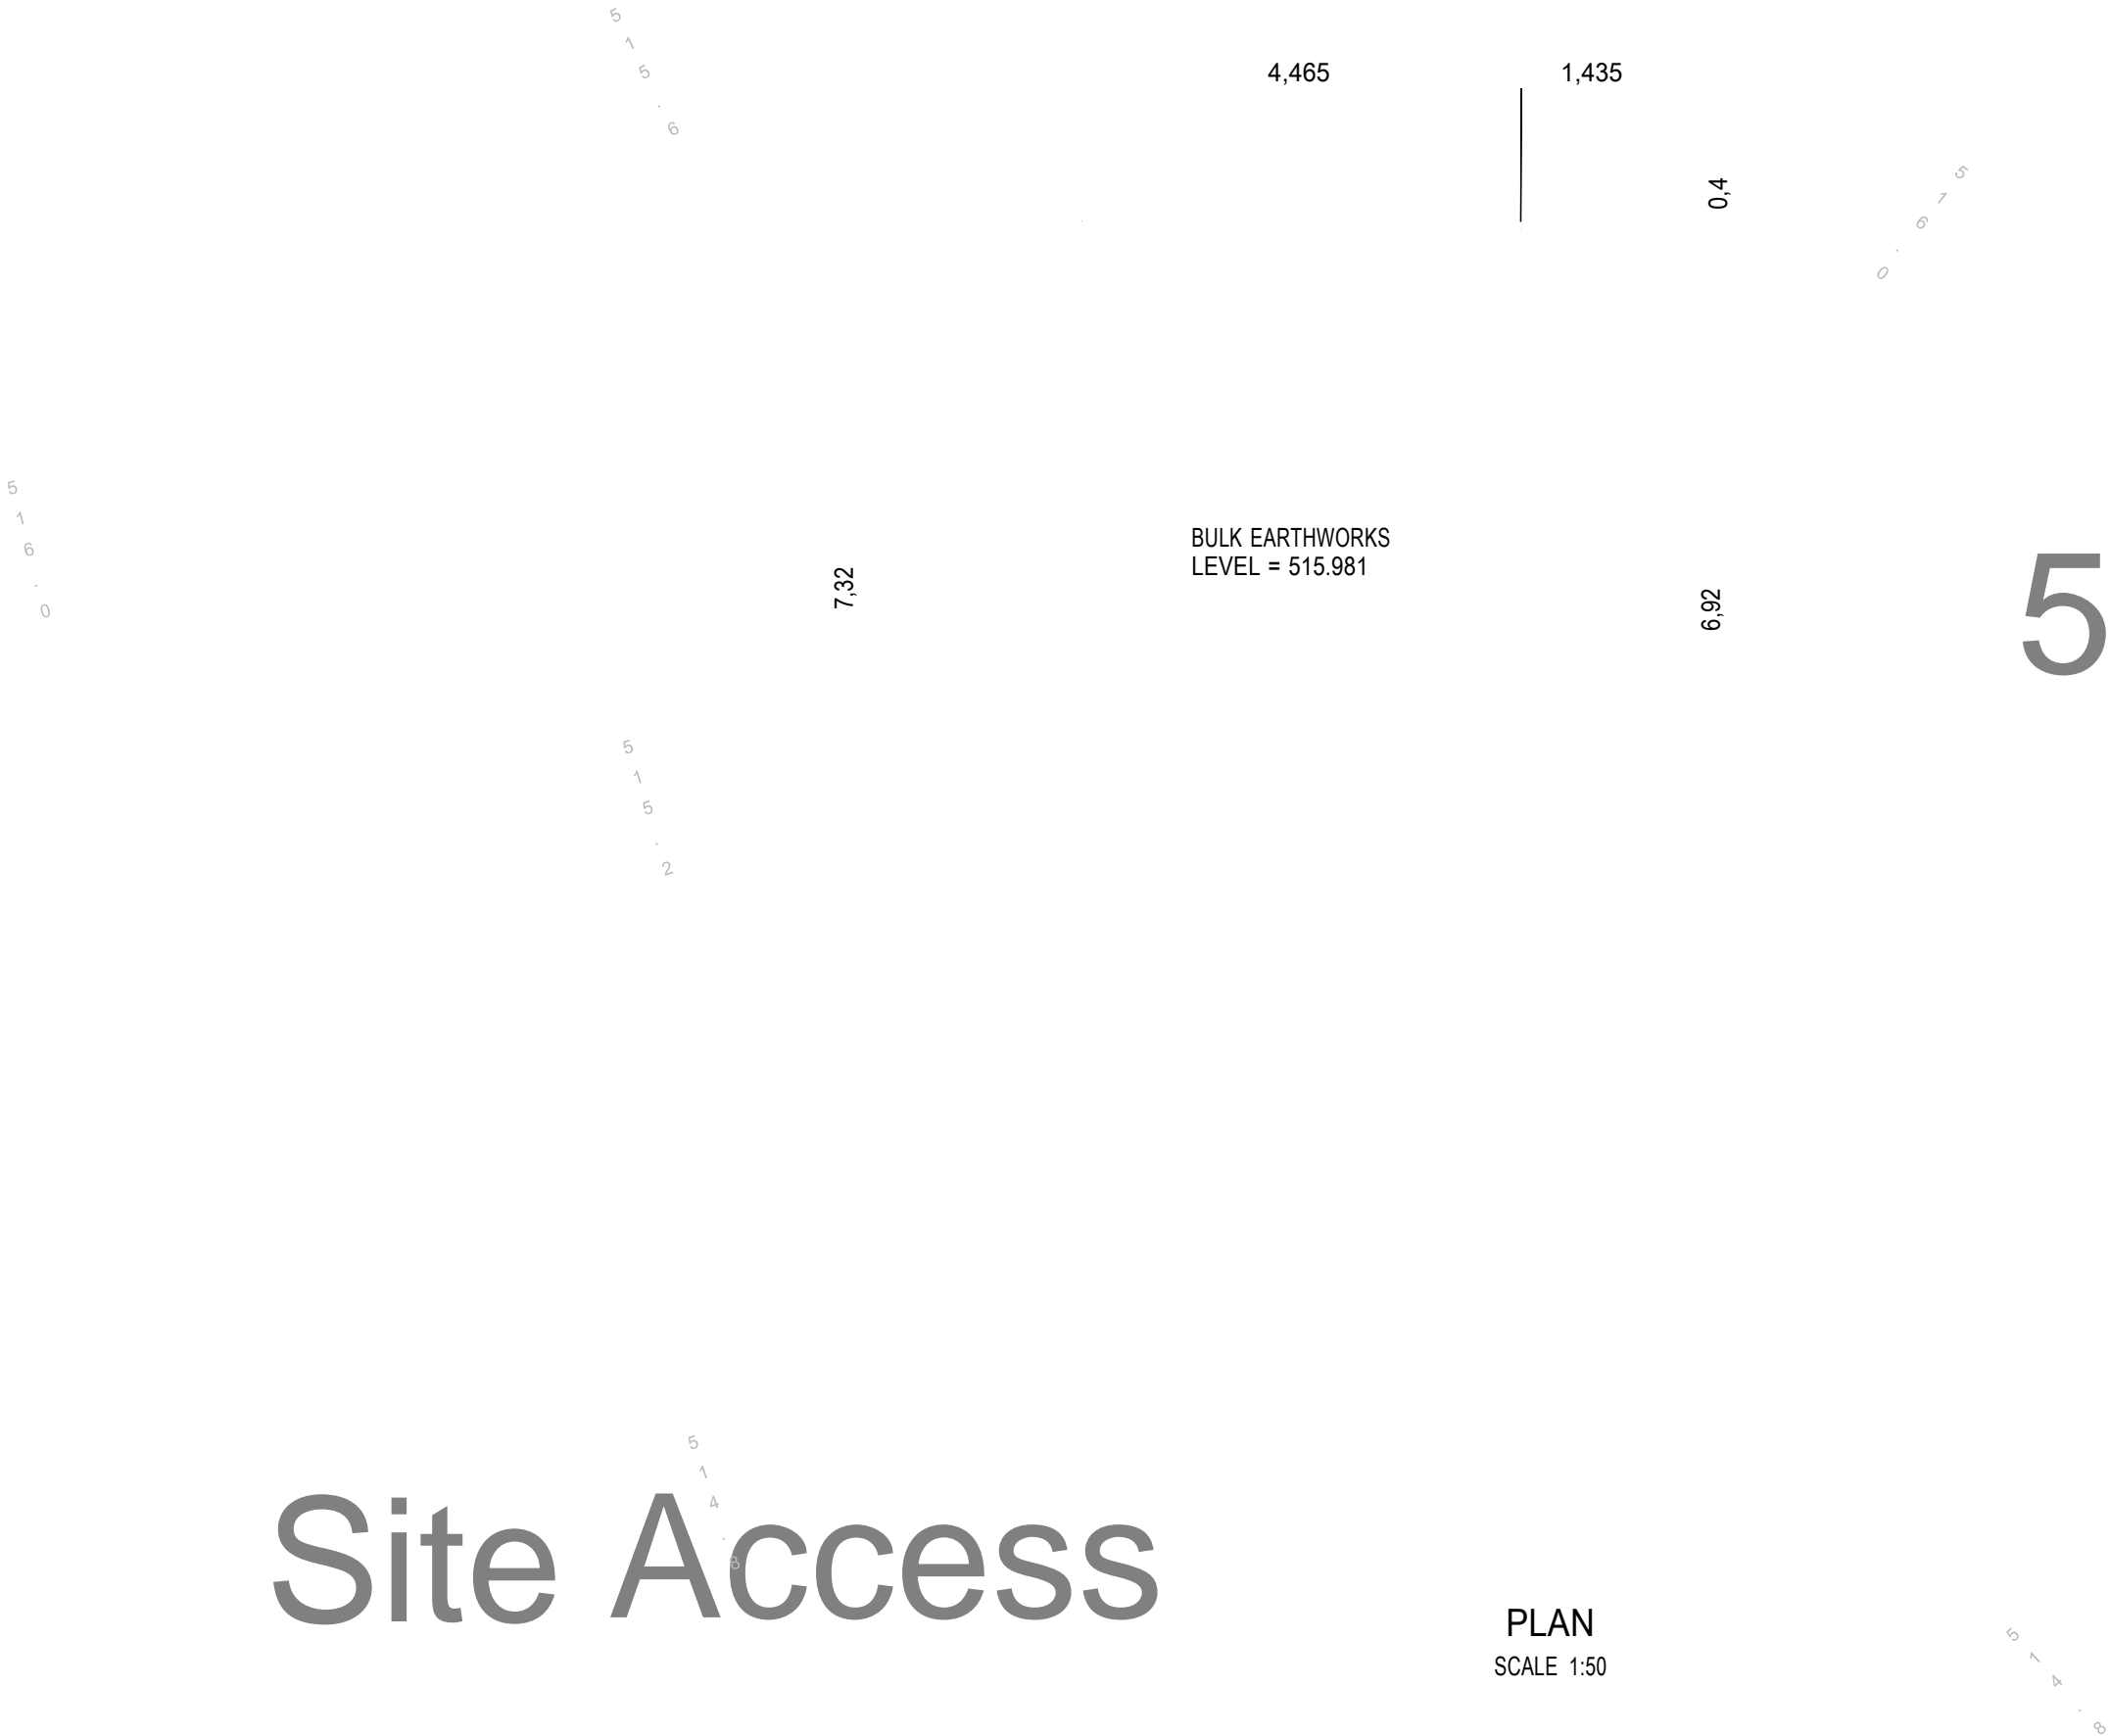 515.6
4,465
1,435
0,4
516.0
516.0
BULK EARTHWORKS
LEVEL = 515.981
7,32
6,92
5
515.2
514.8
Site Access
PLAN
SCALE 1:50
514.8